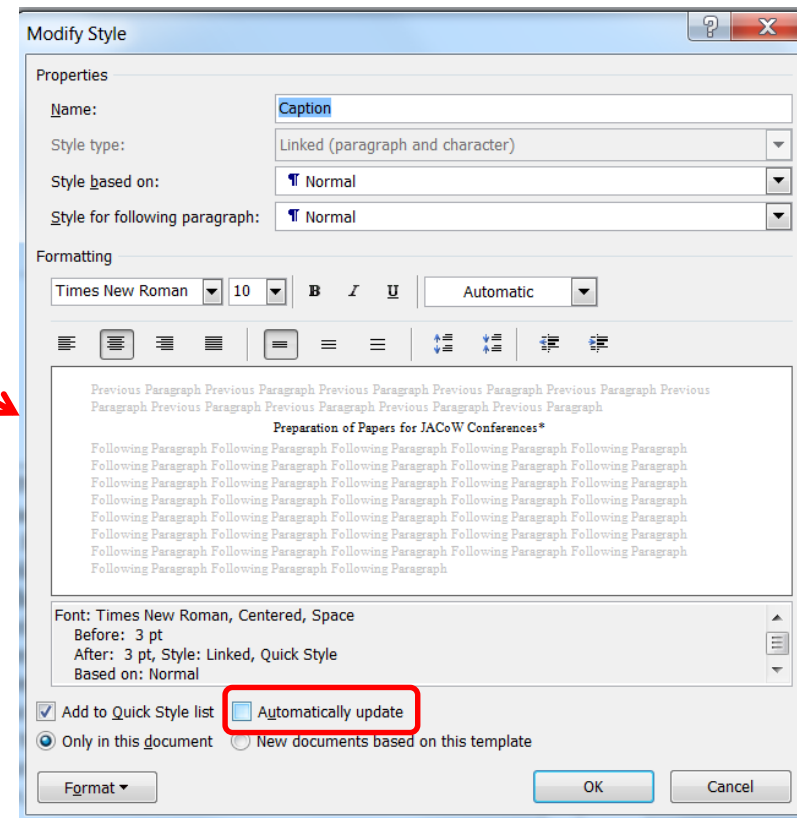 Modify Style
Properties
Name: Caption
Style type: Linked (paragraph and character)
Style based on: ¶ Normal
Style for following paragraph: ¶ Normal
Formatting
Times New Roman 10 B I U Automatic
Previous Paragraph Previous Paragraph Previous Paragraph Previous Paragraph Previous Paragraph Previous
Paragraph Previous Paragraph Previous Paragraph Previous Paragraph Previous Paragraph
Preparation of Papers for JACoW Conferences*
Following Paragraph Following Paragraph Following Paragraph Following Paragraph Following Paragraph
Following Paragraph Following Paragraph Following Paragraph Following Paragraph Following Paragraph
Following Paragraph Following Paragraph Following Paragraph Following Paragraph Following Paragraph
Following Paragraph Following Paragraph Following Paragraph Following Paragraph Following Paragraph
Following Paragraph Following Paragraph Following Paragraph Following Paragraph Following Paragraph
Following Paragraph Following Paragraph Following Paragraph Following Paragraph Following Paragraph
Following Paragraph Following Paragraph Following Paragraph Following Paragraph Following Paragraph
Following Paragraph Following Paragraph Following Paragraph
Font: Times New Roman, Centered, Space
Before: 3 pt
After: 3 pt, Style: Linked, Quick Style
Based on: Normal
Add to Quick Style list Automatically update
Only in this document New documents based on this template
Format OK Cancel